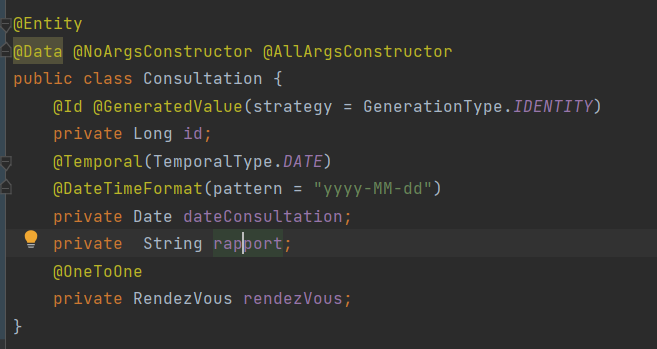 @Entity
@Data @NoArgsConstructor @AllArgsConstructor
public class Consultation {
    @Id @GeneratedValue(strategy = GenerationType.IDENTITY)
    private Long id;
    @Temporal(TemporalType.DATE)
    @DateTimeFormat(pattern = "yyyy-MM-dd")
    private Date dateConsultation;
    private  String rapport;
    @OneToOne
    private RendezVous rendezVous;
}